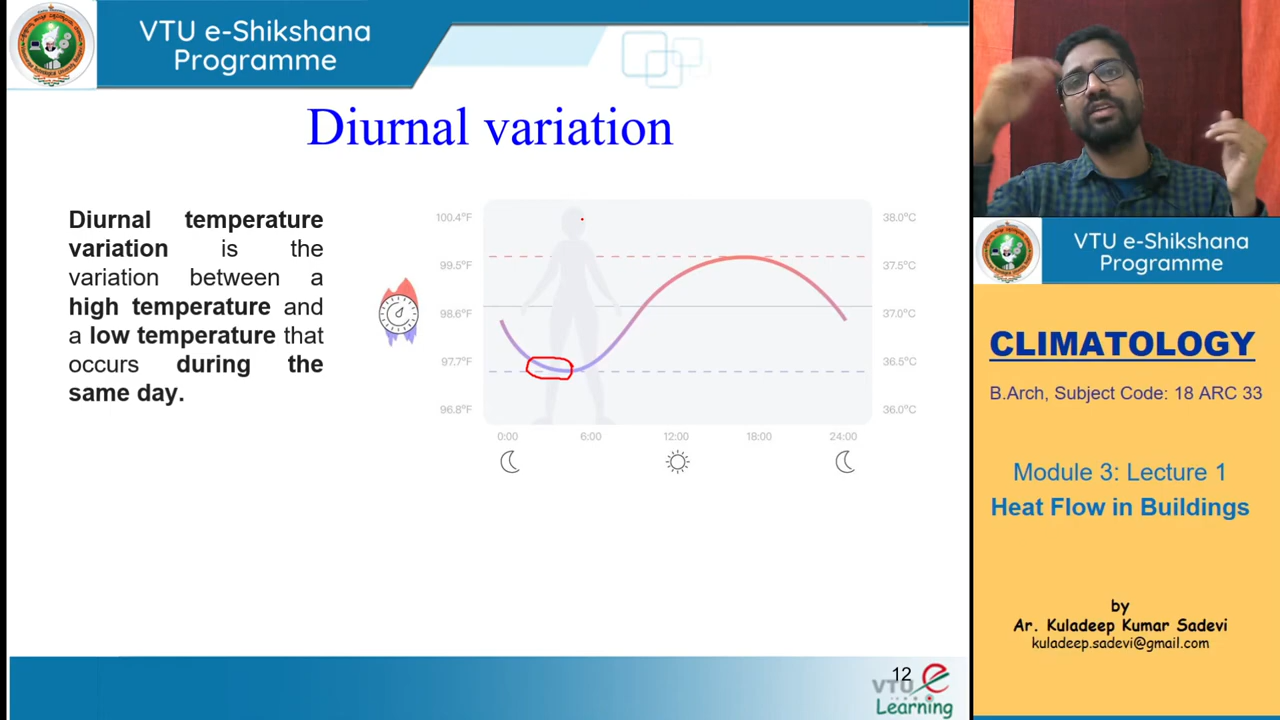 VTU e-Shikshana
Programme
Diurnal variation
Diurnal temperature
variation is the
variation between a
high temperature and
a low temperature that
occurs during the
same day.
100.4°F
99.5°F
98.6°F
97.7°F
96.8°F
38.0°C
37.5°C
37.0°C
36.5°C
36.0°C
0:00 6:00 12:00 18:00 24:00
12
VTU e
Learning
VTU e-Shikshana
Programme
CLIMATOLOGY
B.Arch, Subject Code: 18 ARC 33
Module 3: Lecture 1
Heat Flow in Buildings
by
Ar. Kuladeep Kumar Sadevi
kuladeep.sadevi@gmail.com